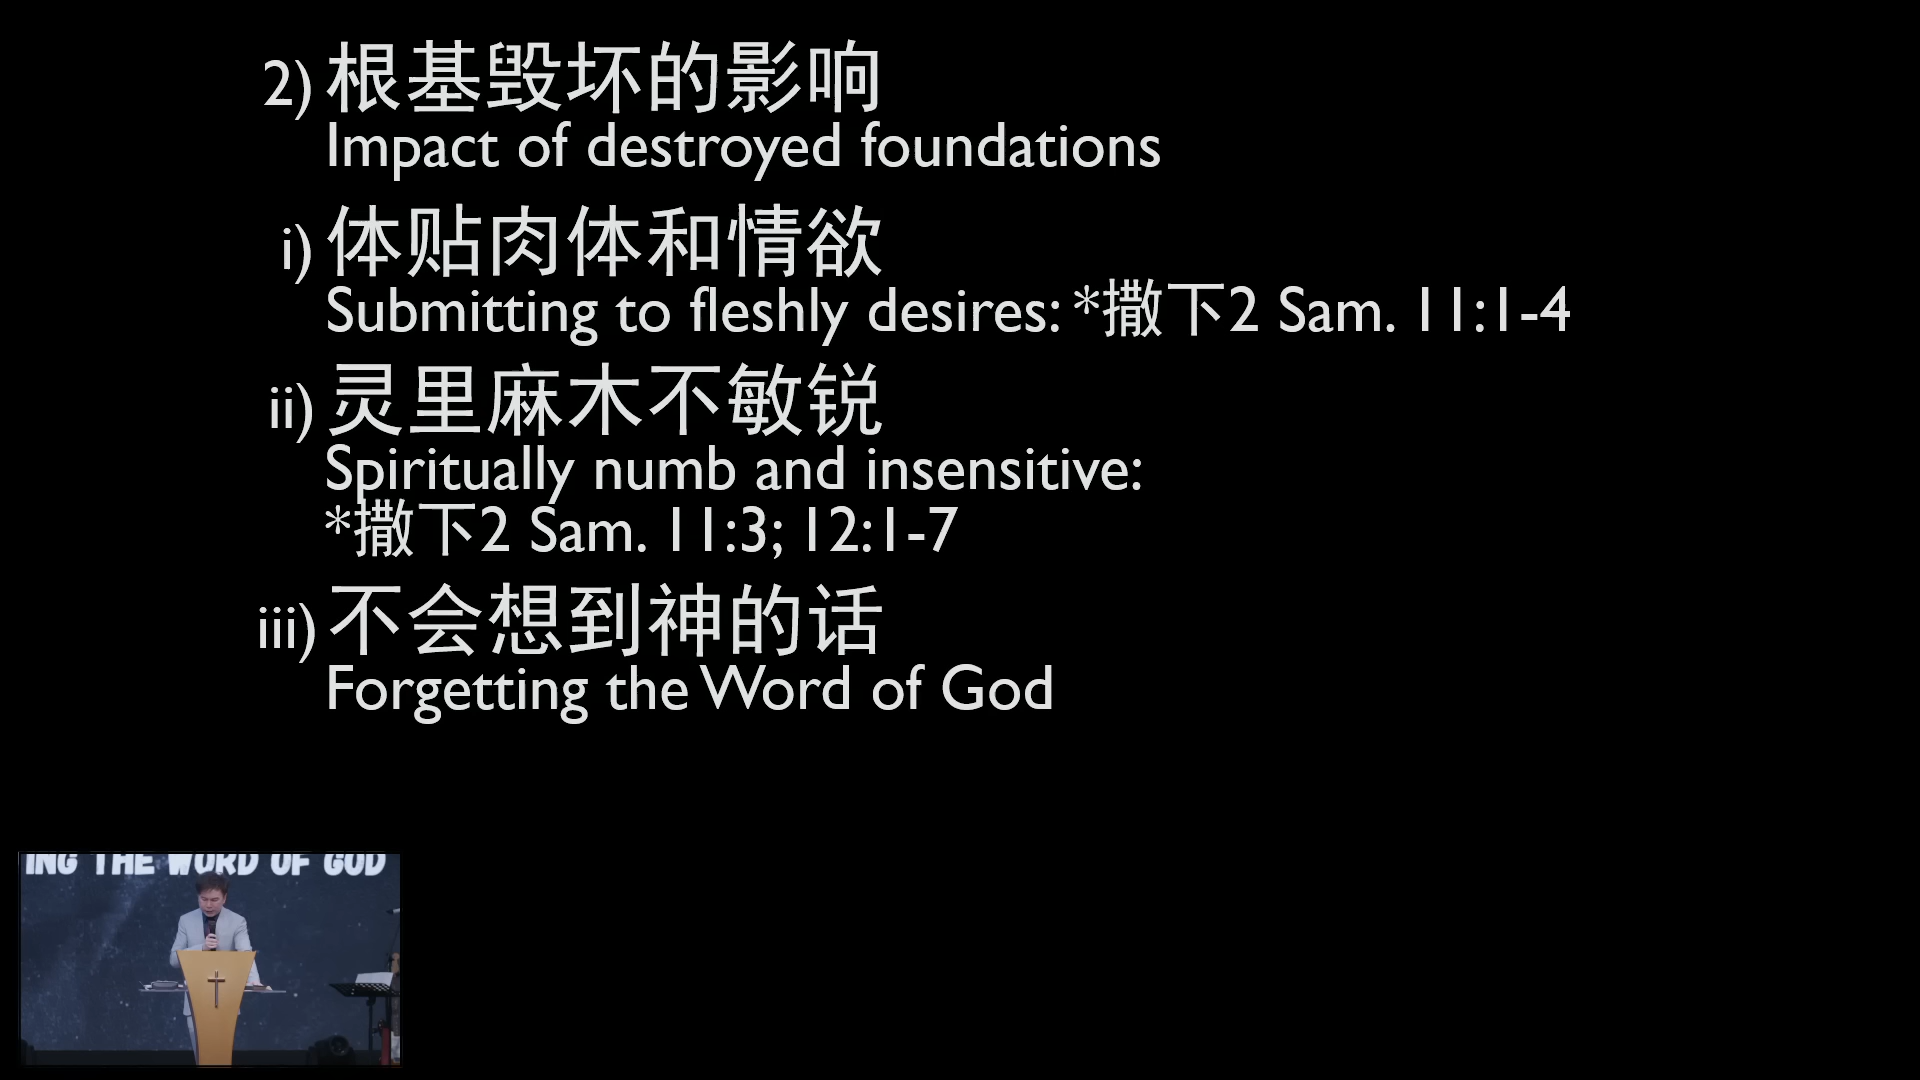 2) 根基毁坏的影响
Impact of destroyed foundations
i) 体贴肉体和情欲
Submitting to fleshly desires: *撒下2 Sam. 11:1-4
ii) 灵里麻木不敏锐
Spiritually numb and insensitive:
*撒下2 Sam. 11:3; 12:1-7
iii) 不会想到神的话
Forgetting the Word of God
ING THE WORD OF GOD